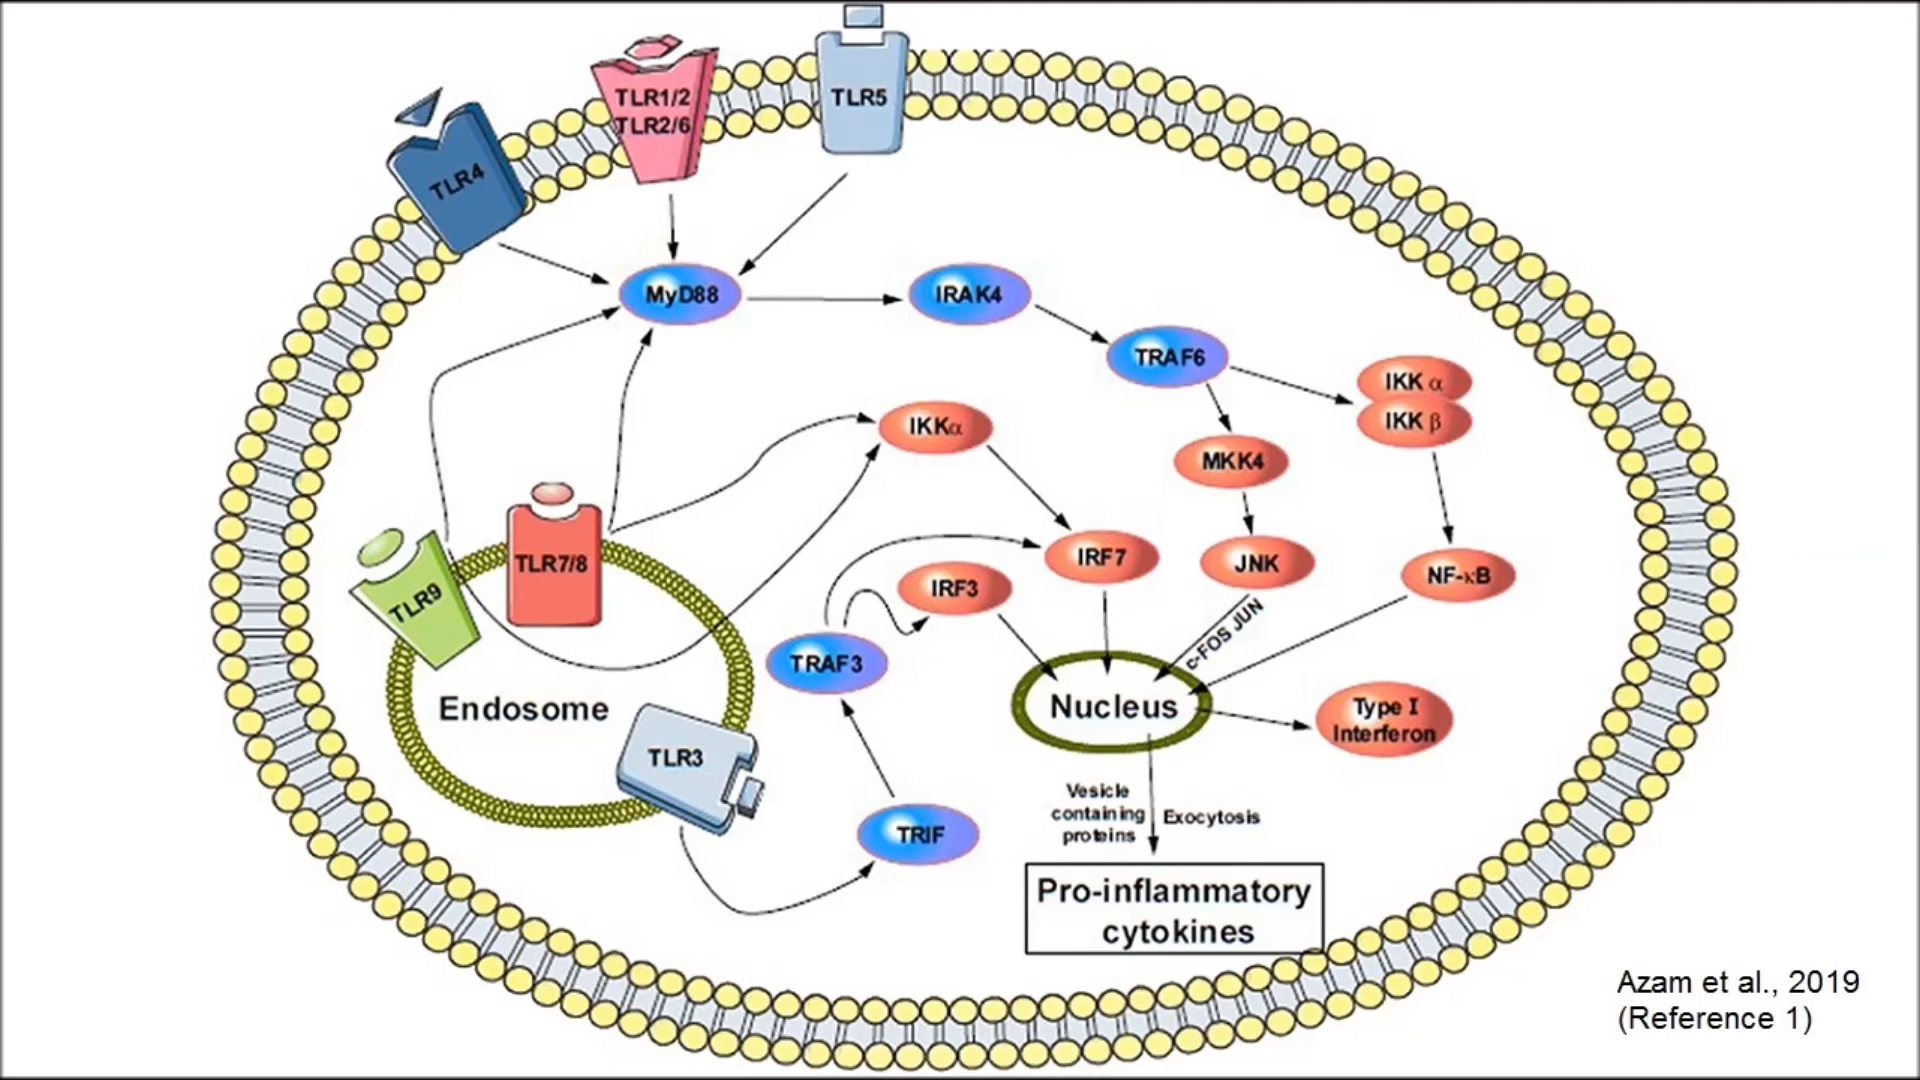 TLR5
TLR1/2
TLR2/6
TLR4
MyD88
IRAK4
TRAF6
IKK α
IKK β
IKKα
MKK4
TLR7/8
IRF7
JNK
NF-κB
TLR9
IRF3
c-FOS JUN
TRAF3
Endosome
Nucleus
Type I
Interferon
TLR3
Vesicle
containing
proteins
Exocytosis
TRIF
Pro-inflammatory
cytokines
Azam et al., 2019
(Reference 1)